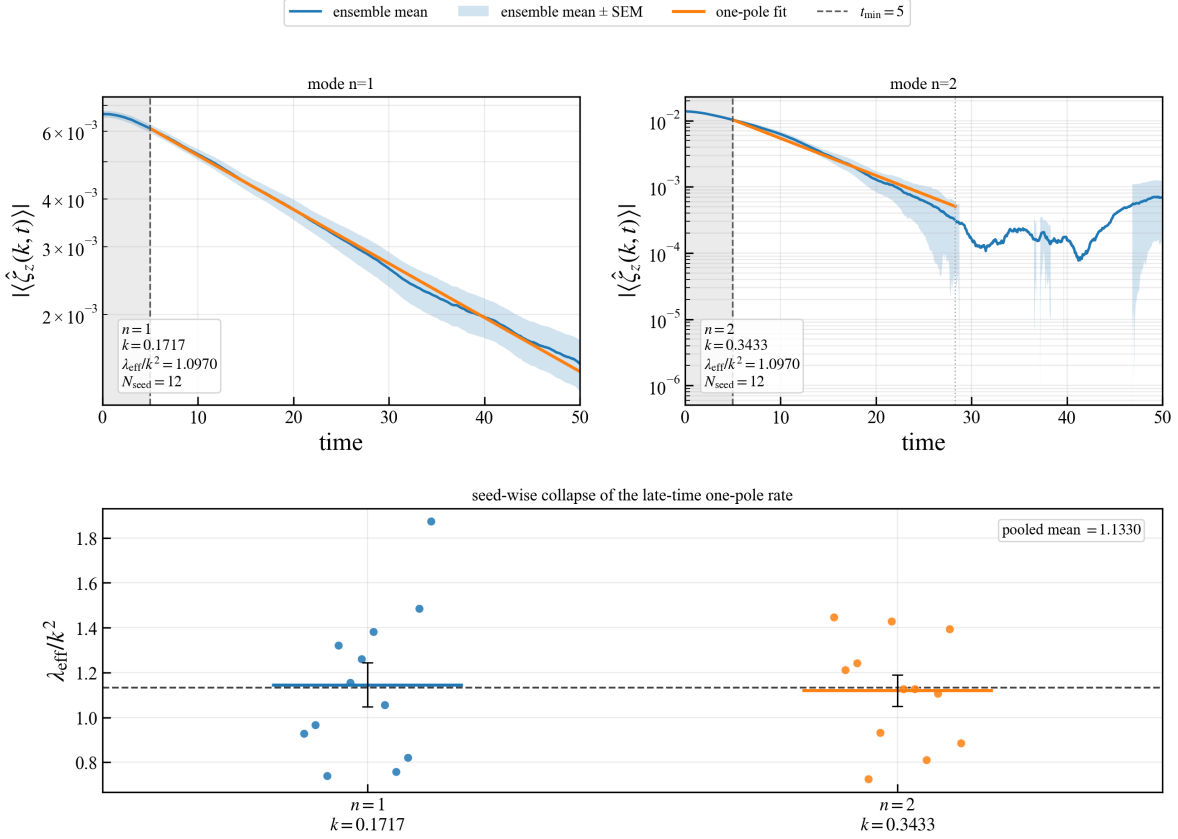 ensemble mean   ensemble mean ± SEM   one-pole fit   t_min = 5
mode n=1
6 × 10⁻³
4 × 10⁻³
3 × 10⁻³
2 × 10⁻³
|⟨ζ̂_z(k, t)⟩|
n = 1
k = 0.1717
λ_eff/k² = 1.0970
N_seed = 12
0 10 20 30 40 50
time
mode n=2
10⁻²
10⁻³
10⁻⁴
10⁻⁵
10⁻⁶
|⟨ζ̂_z(k, t)⟩|
n = 2
k = 0.3433
λ_eff/k² = 1.0970
N_seed = 12
0 10 20 30 40 50
time
seed-wise collapse of the late-time one-pole rate
pooled mean = 1.1330
1.8
1.6
1.4
1.2
1.0
0.8
λ_eff/k²
n = 1
k = 0.1717
n = 2
k = 0.3433